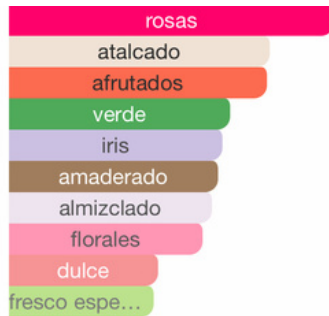 rosas
atalcado
afrutados
verde
iris
amaderado
almizclado
florales
dulce
fresco espe...